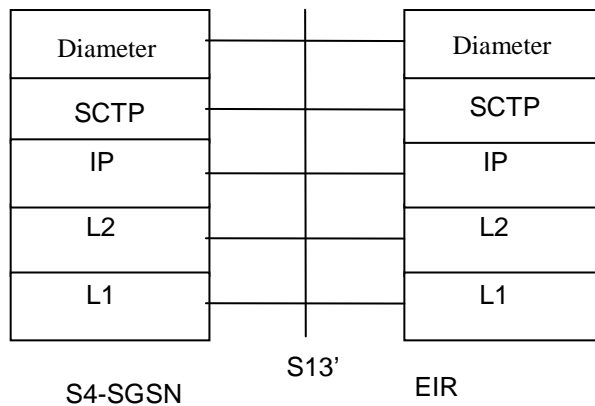 Diameter Diameter
SCTP SCTP
IP IP
L2 L2
L1 L1
S13’
S4-SGSN EIR